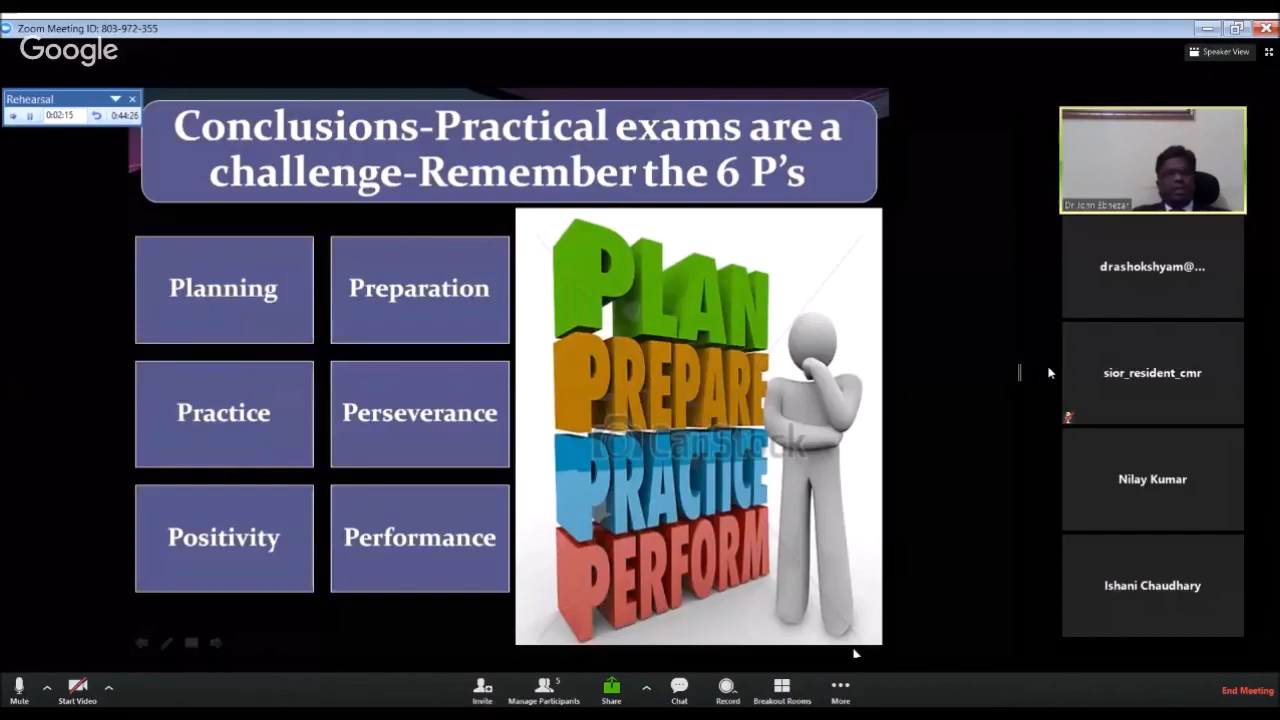 Zoom Meeting ID: 803-972-355
Google
Speaker View
Rehearsal
0:02:15
0:44:26
Conclusions-Practical exams are a
challenge-Remember the 6 P's
Planning
Preparation
Practice
Perseverance
Positivity
Performance
PLAN
PREPARE
PRACTICE
PERFORM
CanStock
Dr John Ebnezar
drashokshyam@...
sior_resident_cmr
Nilay Kumar
Ishani Chaudhary
Mute
Start Video
Invite
5
Manage Participants
Share
Chat
Record
Breakout Rooms
More
End Meeting